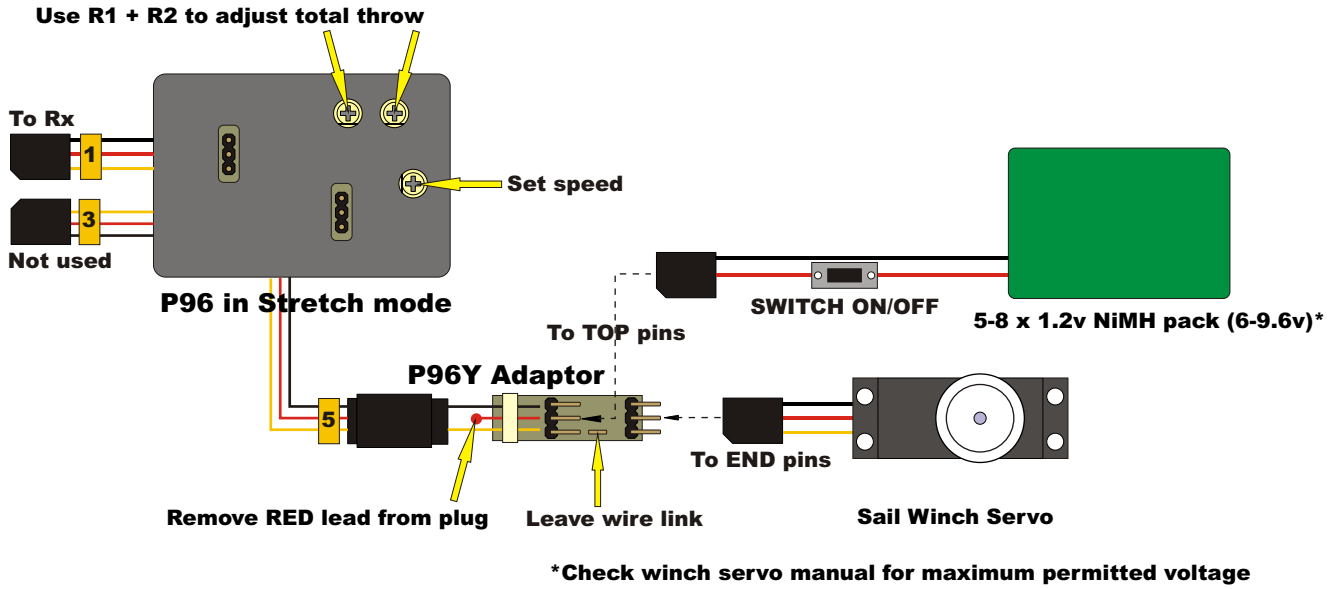 Use R1 + R2 to adjust total throw
To Rx
1
Set speed
3
Not used
P96 in Stretch mode
SWITCH ON/OFF
5-8 x 1.2v NiMH pack (6-9.6v)*
To TOP pins
P96Y Adaptor
5
To END pins
Remove RED lead from plug
Leave wire link
Sail Winch Servo
*Check winch servo manual for maximum permitted voltage